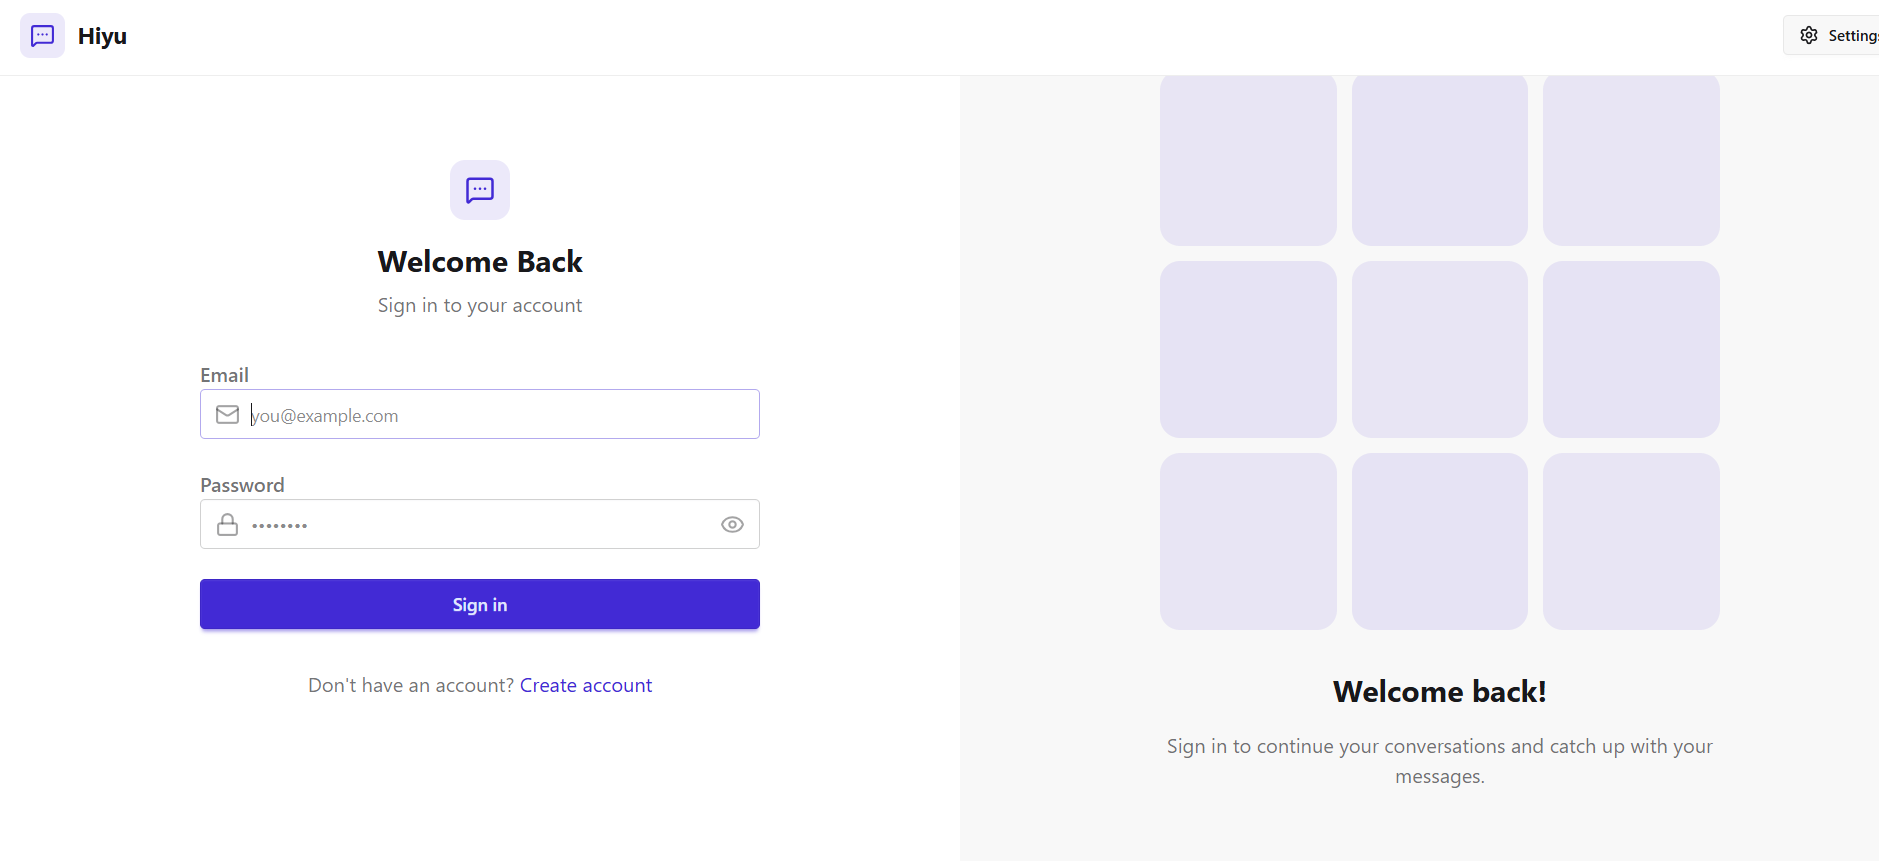 Hiyu
Setting
Welcome Back
Sign in to your account
Email
you@example.com
Password
••••••••
Sign in
Don't have an account? Create account
Welcome back!
Sign in to continue your conversations and catch up with your
messages.